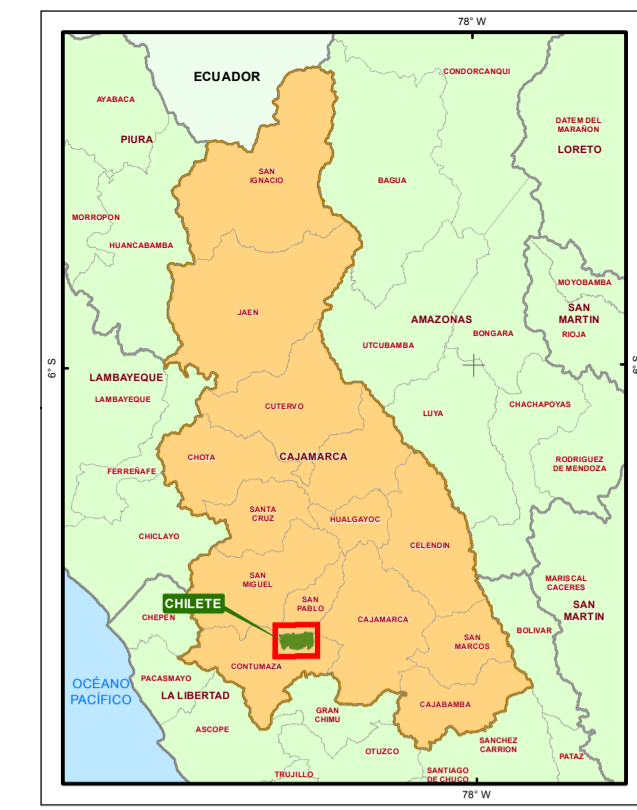 78° W
ECUADOR
CONDORCANQUI
AYABACA
DATEM DEL
MARAÑON
PIURA
LORETO
SAN
IGNACIO
BAGUA
MORROPON
HUANCABAMBA
MOYOBAMBA
SAN
MARTIN
JAEN
AMAZONAS
BONGARA
RIOJA
UTCUBAMBA
6° S
6° S
LAMBAYEQUE
LAMBAYEQUE
CUTERVO
LUYA
CHACHAPOYAS
CHOTA
CAJAMARCA
RODRIGUEZ
DE MENDOZA
FERREÑAFE
SANTA
CRUZ
HUALGAYOC
CHICLAYO
CELENDIN
SAN
MIGUEL
MARISCAL
CACERES
SAN
MARTIN
CHILETE
SAN
PABLO
CHEPEN
CAJAMARCA
BOLIVAR
SAN
MARCOS
CONTUMAZA
PACASMAYO
OCÉANO
PACÍFICO
LA LIBERTAD
CAJABAMBA
GRAN
CHIMU
ASCOPE
SANCHEZ
CARRION
OTUZCO
PATAZ
TRUJILLO
SANTIAGO
DE CHUCO
78° W